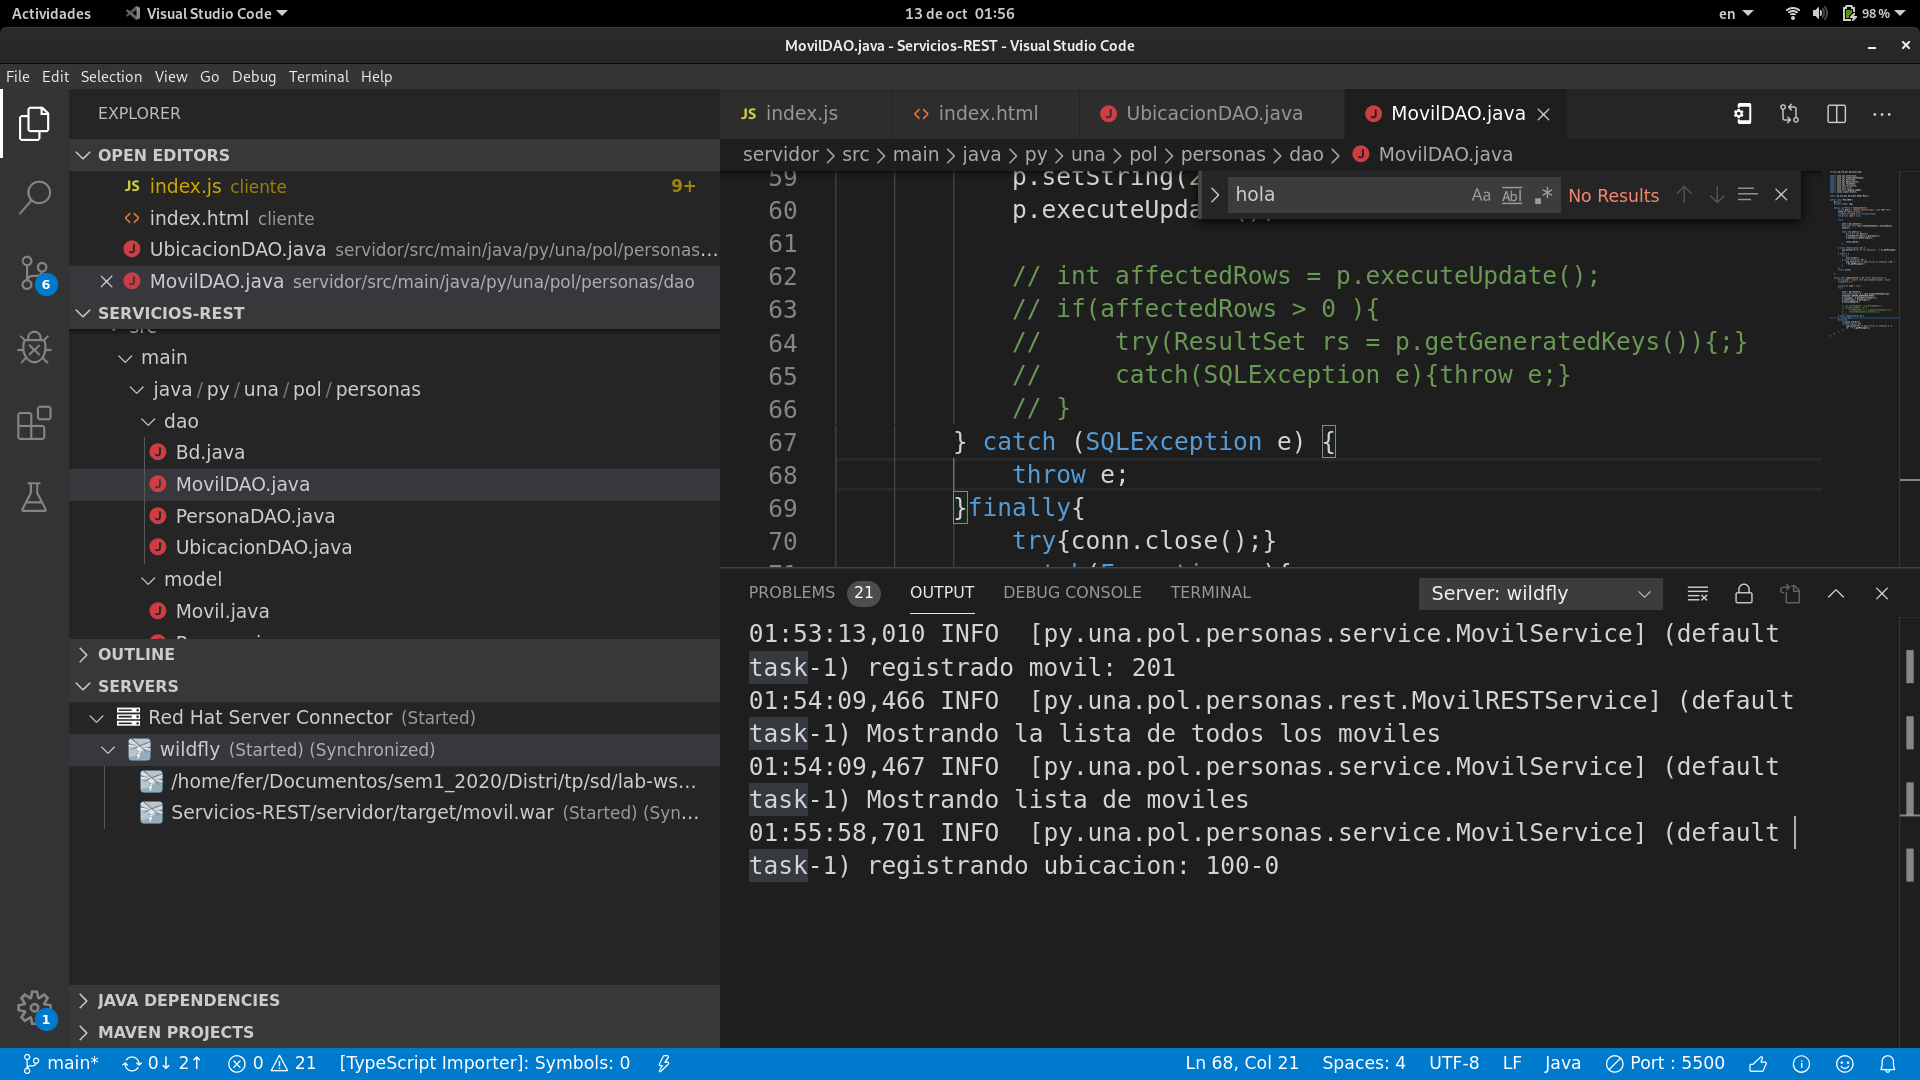 Actividades
Visual Studio Code
13 de oct 01:56
en
98 %
MovilDAO.java - Servicios-REST - Visual Studio Code
File Edit Selection View Go Debug Terminal Help
EXPLORER
OPEN EDITORS
JS index.js cliente 9+
index.html cliente
UbicacionDAO.java servidor/src/main/java/py/una/pol/personas...
MovilDAO.java servidor/src/main/java/py/una/pol/personas/dao
SERVICIOS-REST
src
main
java / py / una / pol / personas
dao
Bd.java
MovilDAO.java
PersonaDAO.java
UbicacionDAO.java
model
Movil.java
OUTLINE
SERVERS
Red Hat Server Connector (Started)
wildfly (Started) (Synchronized)
/home/fer/Documentos/sem1_2020/Distri/tp/sd/lab-ws...
Servicios-REST/servidor/target/movil.war (Started) (Syn...
JAVA DEPENDENCIES
MAVEN PROJECTS
6
1
JS index.js
index.html
UbicacionDAO.java
MovilDAO.java
servidor > src > main > java > py > una > pol > personas > dao > MovilDAO.java
hola Aa Abl .* No Results
59 p.setString(2
60 p.executeUpda
61
62 // int affectedRows = p.executeUpdate();
63 // if(affectedRows > 0 ){
64 //     try(ResultSet rs = p.getGeneratedKeys()){;}
65 //     catch(SQLException e){throw e;}
66 // }
67 } catch (SQLException e) {
68 throw e;
69 }finally{
70 try{conn.close();}
PROBLEMS 21 OUTPUT DEBUG CONSOLE TERMINAL
Server: wildfly
01:53:13,010 INFO  [py.una.pol.personas.service.MovilService] (default
task-1) registrado movil: 201
01:54:09,466 INFO  [py.una.pol.personas.rest.MovilRESTService] (default
task-1) Mostrando la lista de todos los moviles
01:54:09,467 INFO  [py.una.pol.personas.service.MovilService] (default
task-1) Mostrando lista de moviles
01:55:58,701 INFO  [py.una.pol.personas.service.MovilService] (default
task-1) registrando ubicacion: 100-0
main* 0↓ 2↑ 0 21 [TypeScript Importer]: Symbols: 0
Ln 68, Col 21 Spaces: 4 UTF-8 LF Java Port : 5500